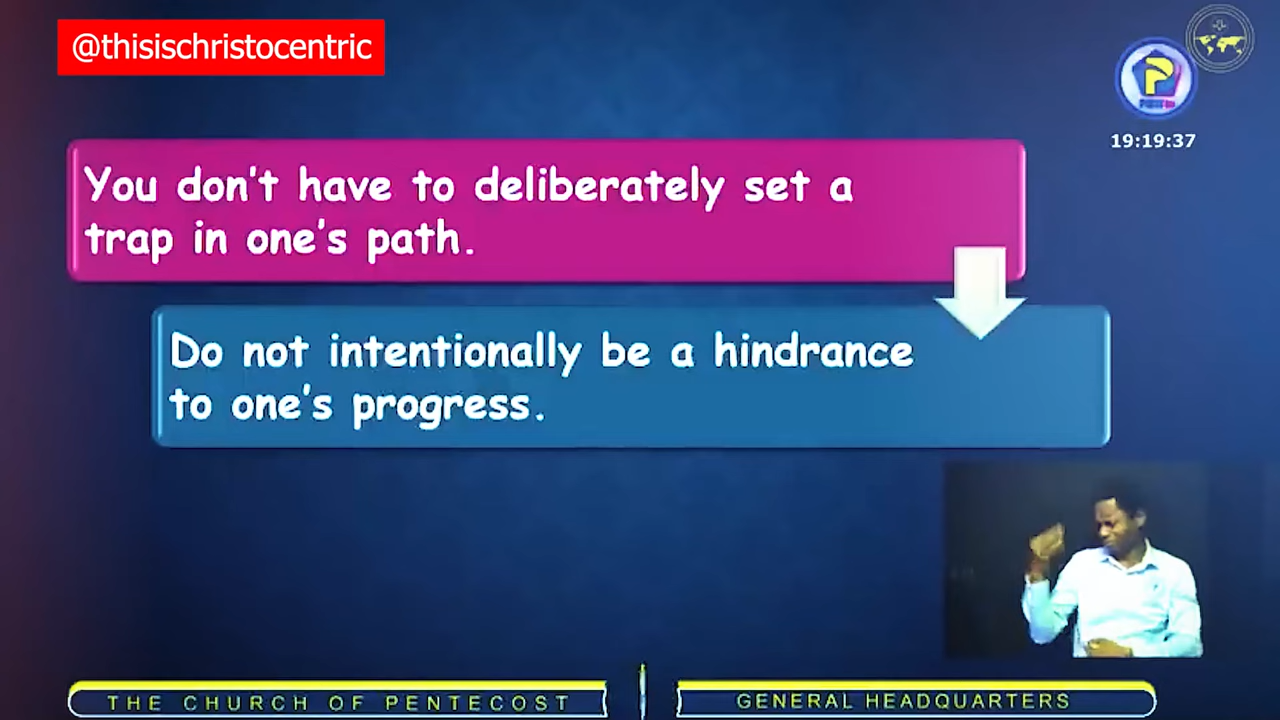 @thisischristocentric
19:19:37
You don't have to deliberately set a
trap in one's path.
Do not intentionally be a hindrance
to one's progress.
THE CHURCH OF PENTECOST
GENERAL HEADQUARTERS